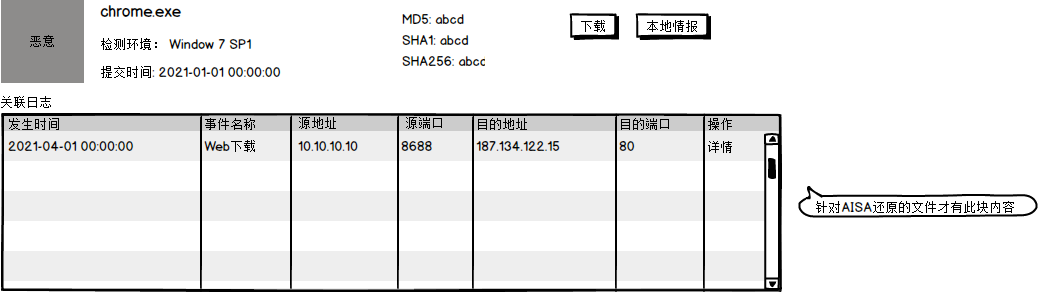 恶意
chrome.exe
检测环境： Window 7 SP1
提交时间: 2021-01-01 00:00:00
MD5: abcd
SHA1: abcd
SHA256: abcc
下载
本地情报
关联日志
发生时间 事件名称 源地址 源端口 目的地址 目的端口 操作
2021-04-01 00:00:00 Web下载 10.10.10.10 8688 187.134.122.15 80 详情
针对AISA还原的文件才有此块内容